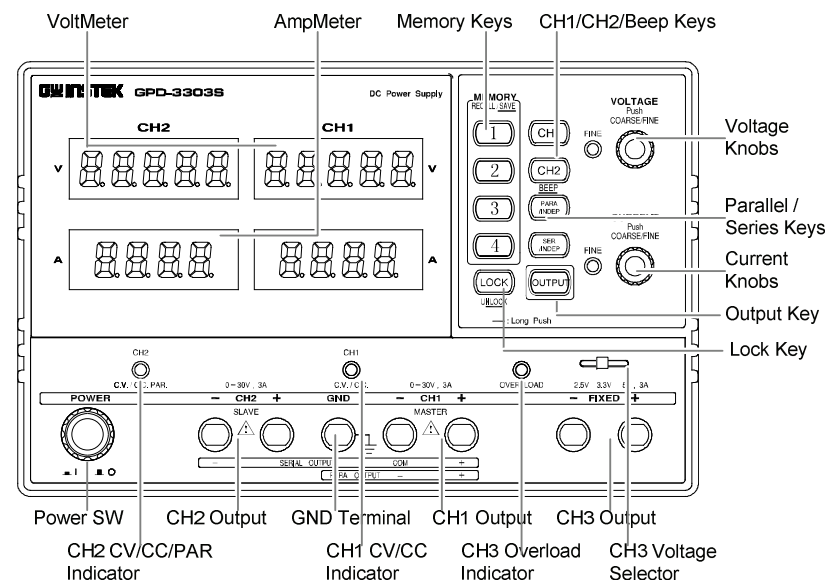 VoltMeter AmpMeter Memory Keys CH1/CH2/Beep Keys
GW INSTEK GPD-3303S DC Power Supply
MEMORY
RECALL / SAVE
VOLTAGE
Push
COARSE/FINE
CH2 CH1
V V
1
FINE
Voltage
Knobs
2 CH2
BEEP
3 PARA
/INDEP
Parallel /
Series Keys
A A
4 SER
/INDEP
Push
COARSE/FINE
FINE
Current
Knobs
LOCK OUTPUT
UNLOCK
Output Key
: Long Push
Lock Key
CH2 CH1
C.V. / C.C. PAR. 0~30V , 3A C.V. / C.C. 0~30V , 3A OVERLOAD 2.5V 3.3V 5V , 3A
POWER - CH2 + GND - CH1 + - FIXED +
SLAVE MASTER
- SERIAL OUTPUT COM +
PARA OUTPUT - +
I O
Power SW CH2 Output GND Terminal CH1 Output CH3 Output
CH2 CV/CC/PAR
Indicator
CH1 CV/CC
Indicator
CH3 Overload
Indicator
CH3 Voltage
Selector